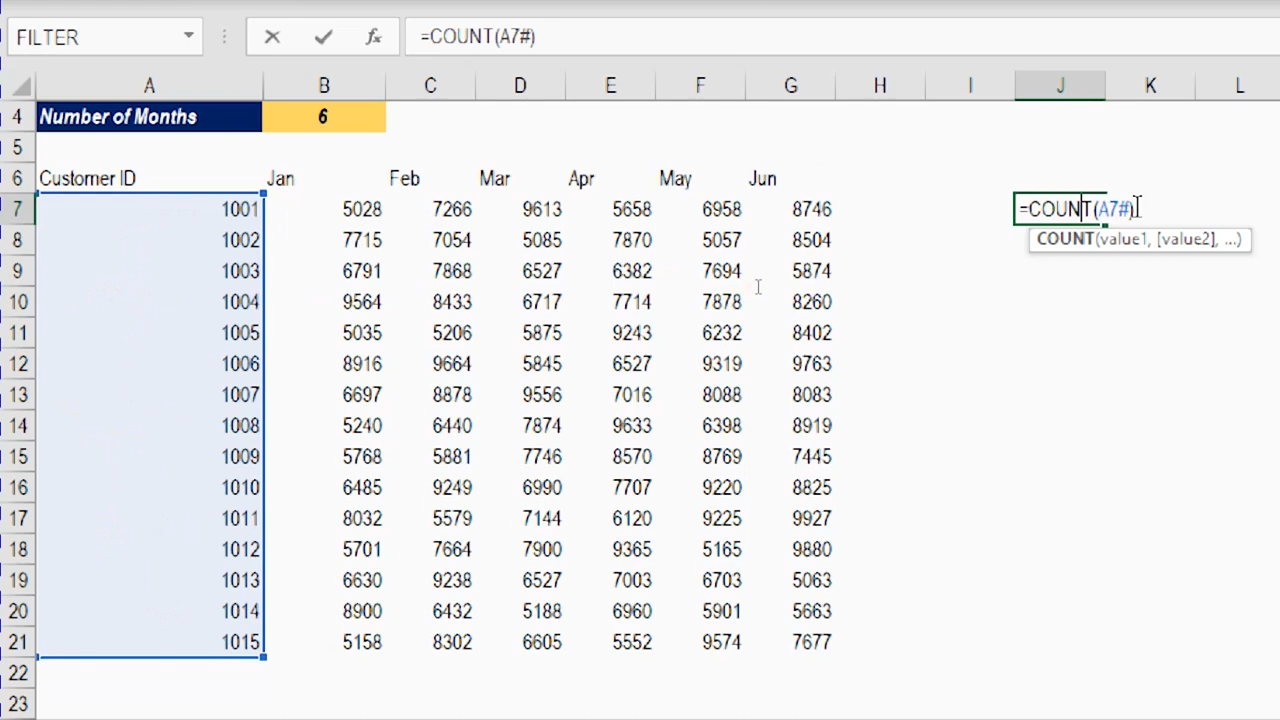 FILTER =COUNT(A7#)
A B C D E F G H I J K L
4 Number of Months 6
5
6 Customer ID Jan Feb Mar Apr May Jun
7 1001 5028 7266 9613 5658 6958 8746 =COUNT(A7#)
8 1002 7715 7054 5085 7870 5057 8504 COUNT(value1, [value2], ...)
9 1003 6791 7868 6527 6382 7694 5874
10 1004 9564 8433 6717 7714 7878 8260
11 1005 5035 5206 5875 9243 6232 8402
12 1006 8916 9664 5845 6527 9319 9763
13 1007 6697 8878 9556 7016 8088 8083
14 1008 5240 6440 7874 9633 6398 8919
15 1009 5768 5881 7746 8570 8769 7445
16 1010 6485 9249 6990 7707 9220 8825
17 1011 8032 5579 7144 6120 9225 9927
18 1012 5701 7664 7900 9365 5165 9880
19 1013 6630 9238 6527 7003 6703 5063
20 1014 8900 6432 5188 6960 5901 5663
21 1015 5158 8302 6605 5552 9574 7677
22
23